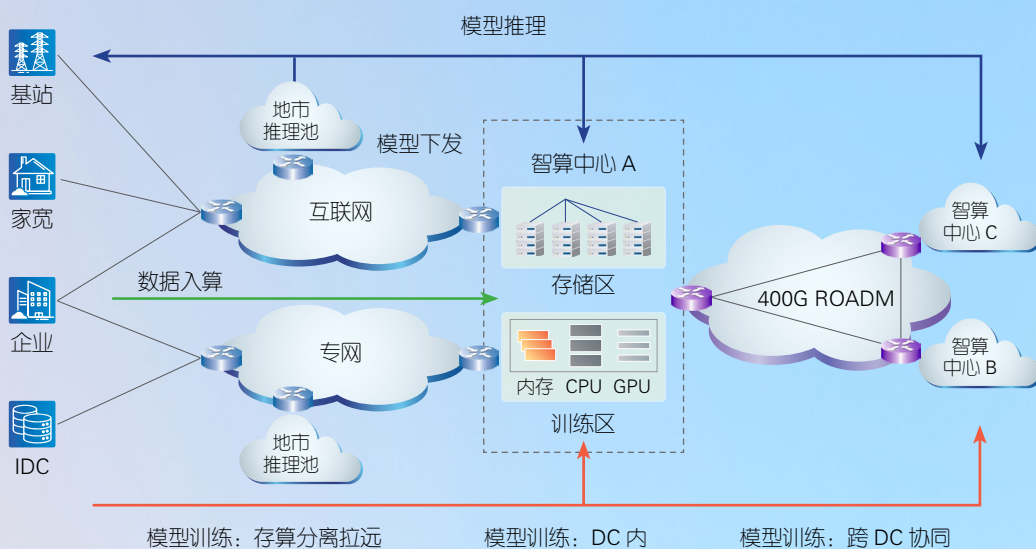 模型推理
基站
地市
推理池
模型下发
智算中心 A
家宽
互联网
智算
中心 C
存储区
数据入算
400G ROADM
企业
专网
智算
中心 B
内存 CPU GPU
训练区
地市
推理池
IDC
模型训练：存算分离拉远
模型训练：DC 内
模型训练：跨 DC 协同